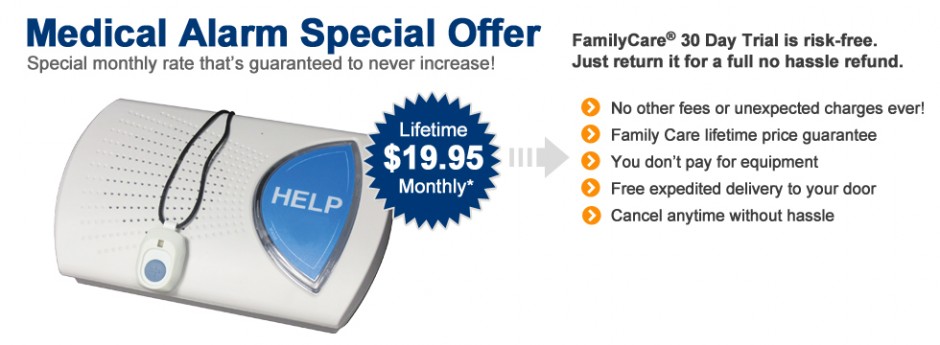 Medical Alarm Special Offer
Special monthly rate that's guaranteed to never increase!
HELP
Lifetime
$19.95
Monthly*
FamilyCare® 30 Day Trial is risk-free.
Just return it for a full no hassle refund.
No other fees or unexpected charges ever!
Family Care lifetime price guarantee
You don't pay for equipment
Free expedited delivery to your door
Cancel anytime without hassle